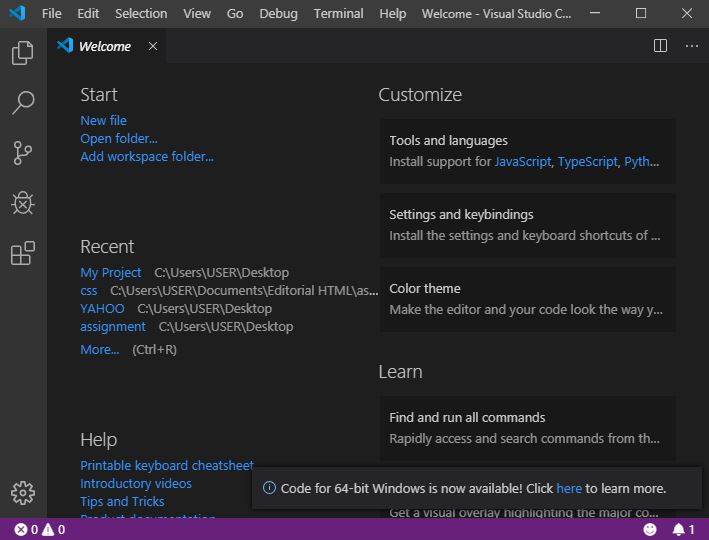 File Edit Selection View Go Debug Terminal Help Welcome - Visual Studio C...
Welcome
Start
New file
Open folder...
Add workspace folder...
Recent
My Project C:\Users\USER\Desktop
css C:\Users\USER\Documents\Editorial HTML\as...
YAHOO C:\Users\USER\Desktop
assignment C:\Users\USER\Desktop
More... (Ctrl+R)
Help
Printable keyboard cheatsheet
Introductory videos
Tips and Tricks
Product documentation
Customize
Tools and languages
Install support for JavaScript, TypeScript, Pyth...
Settings and keybindings
Install the settings and keyboard shortcuts of ...
Color theme
Make the editor and your code look the way y...
Learn
Find and run all commands
Rapidly access and search commands from th...
Code for 64-bit Windows is now available! Click here to learn more.
Get a visual overlay highlighting the major co...
0 0
1